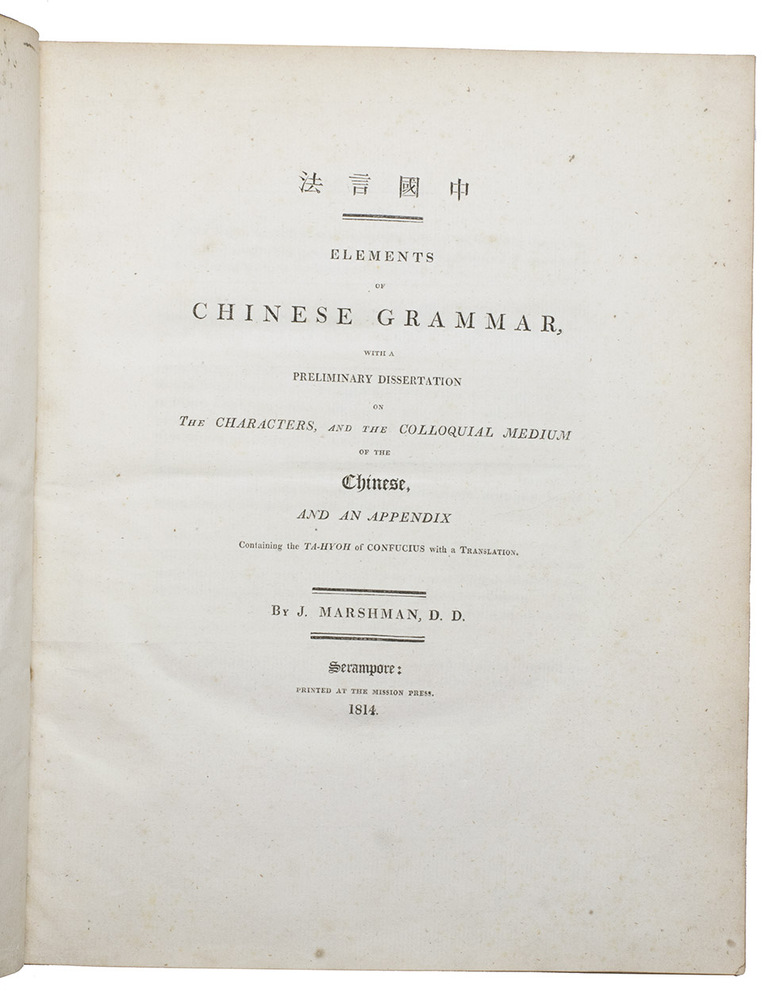 中國言法
ELEMENTS
OF
CHINESE GRAMMAR,
WITH A
PRELIMINARY DISSERTATION
ON
THE CHARACTERS, AND THE COLLOQUIAL MEDIUM
OF THE
Chinese,
AND AN APPENDIX
Containing the TA-HYOH of CONFUCIUS with a TRANSLATION.
BY J. MARSHMAN, D. D.
Serampore:
PRINTED AT THE MISSION PRESS.
1814.